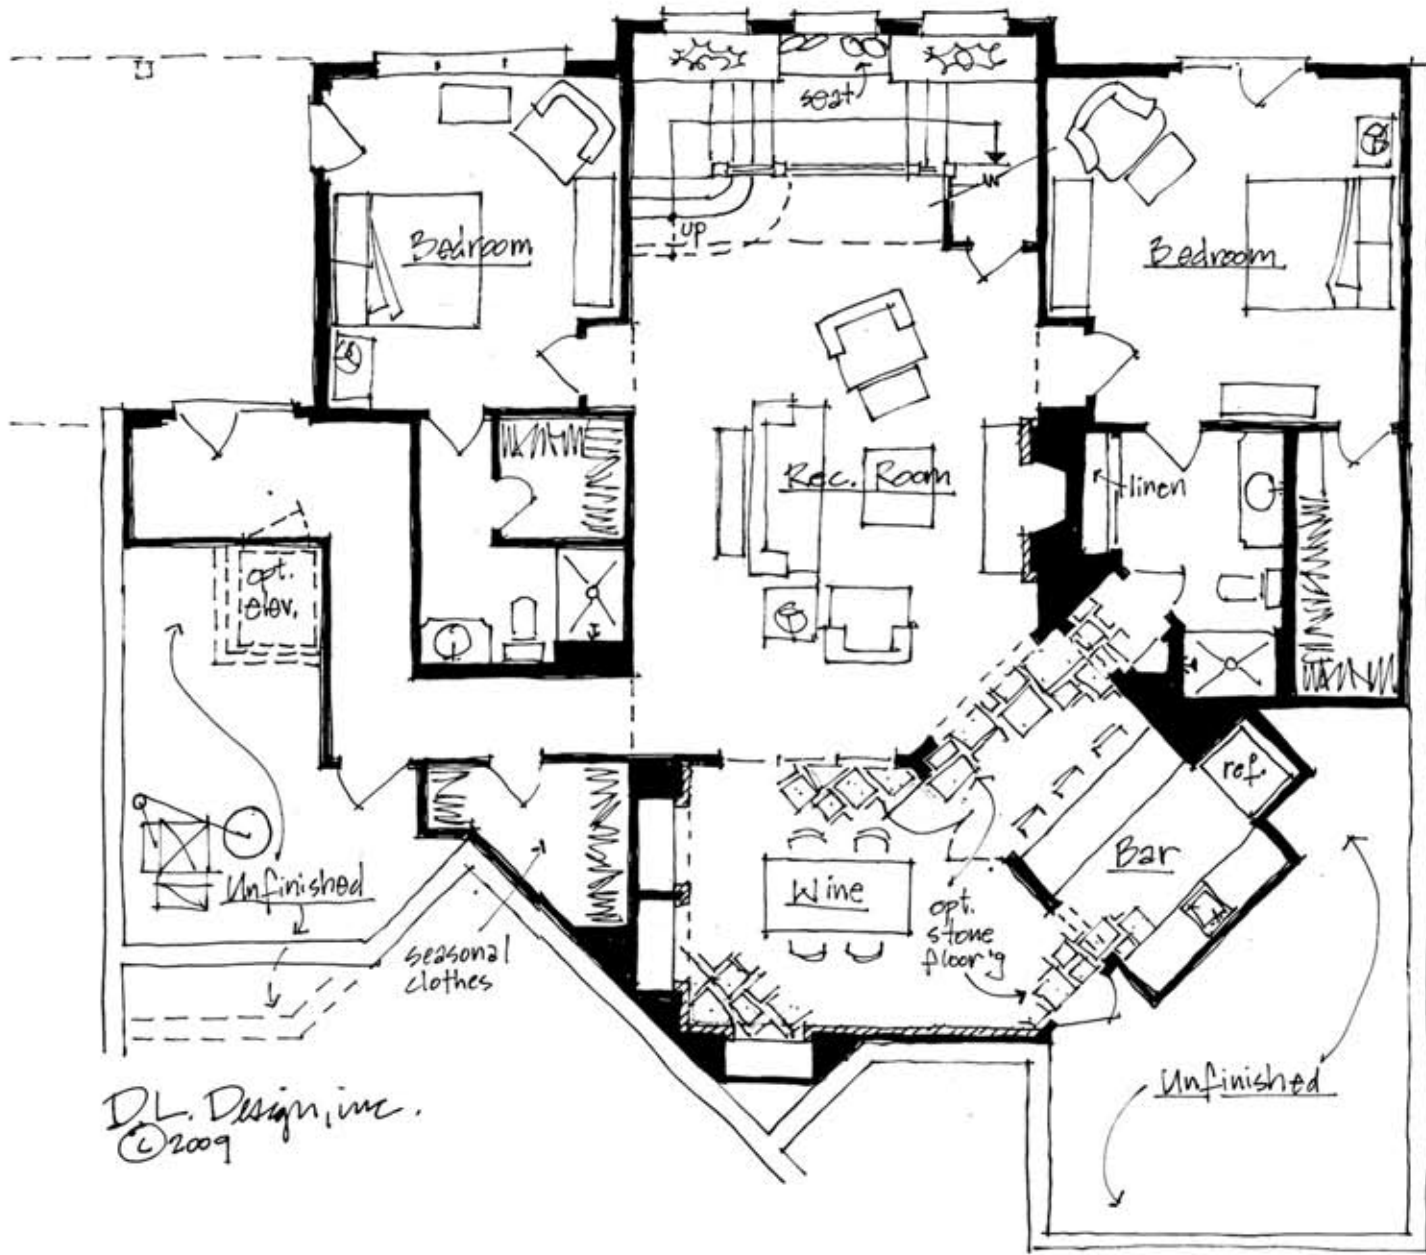 seat
up
Bedroom
Bedroom
Rec. Room
linen
opt.
elev.
ref.
Bar
Wine
Unfinished
opt.
stone
floor'g
seasonal
clothes
Unfinished
D.L. Design, inc.
© 2009